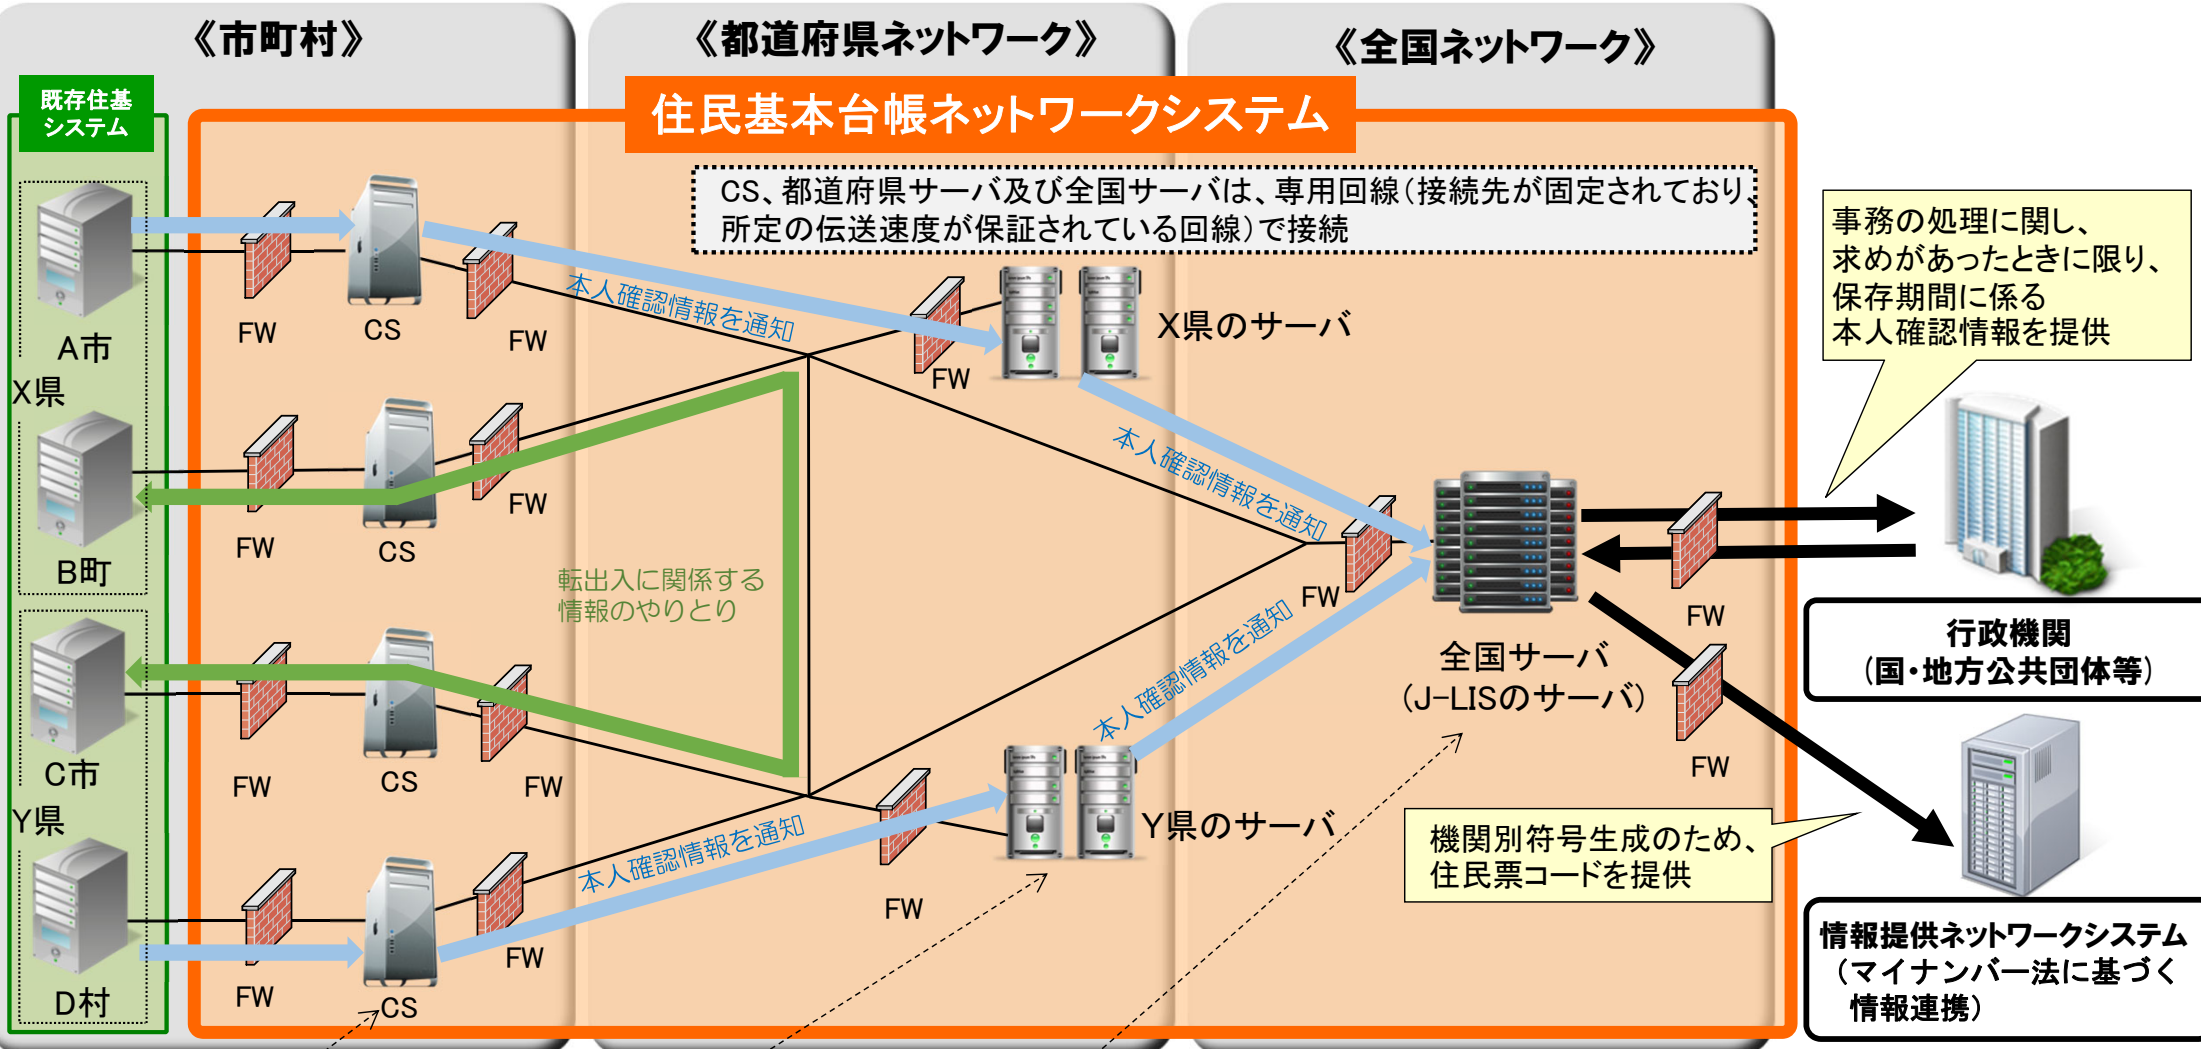 《市町村》
《都道府県ネットワーク》
《全国ネットワーク》
既存住基
システム
住民基本台帳ネットワークシステム
CS、都道府県サーバ及び全国サーバは、専用回線（接続先が固定されており、
所定の伝送速度が保証されている回線）で接続
事務の処理に関し、
求めがあったときに限り、
保存期間に係る
本人確認情報を提供
FW
CS
FW
本人確認情報を通知
FW
X県のサーバ
A市
X県
本人確認情報を通知
FW
CS
FW
B町
転出入に関係する
情報のやりとり
FW
FW
行政機関
（国・地方公共団体等）
全国サーバ
（J-LISのサーバ）
本人確認情報を通知
FW
C市
FW
CS
FW
Y県
Y県のサーバ
本人確認情報を通知
機関別符号生成のため、
住民票コードを提供
FW
FW
D村
FW
CS
情報提供ネットワークシステム
（マイナンバー法に基づく
情報連携）